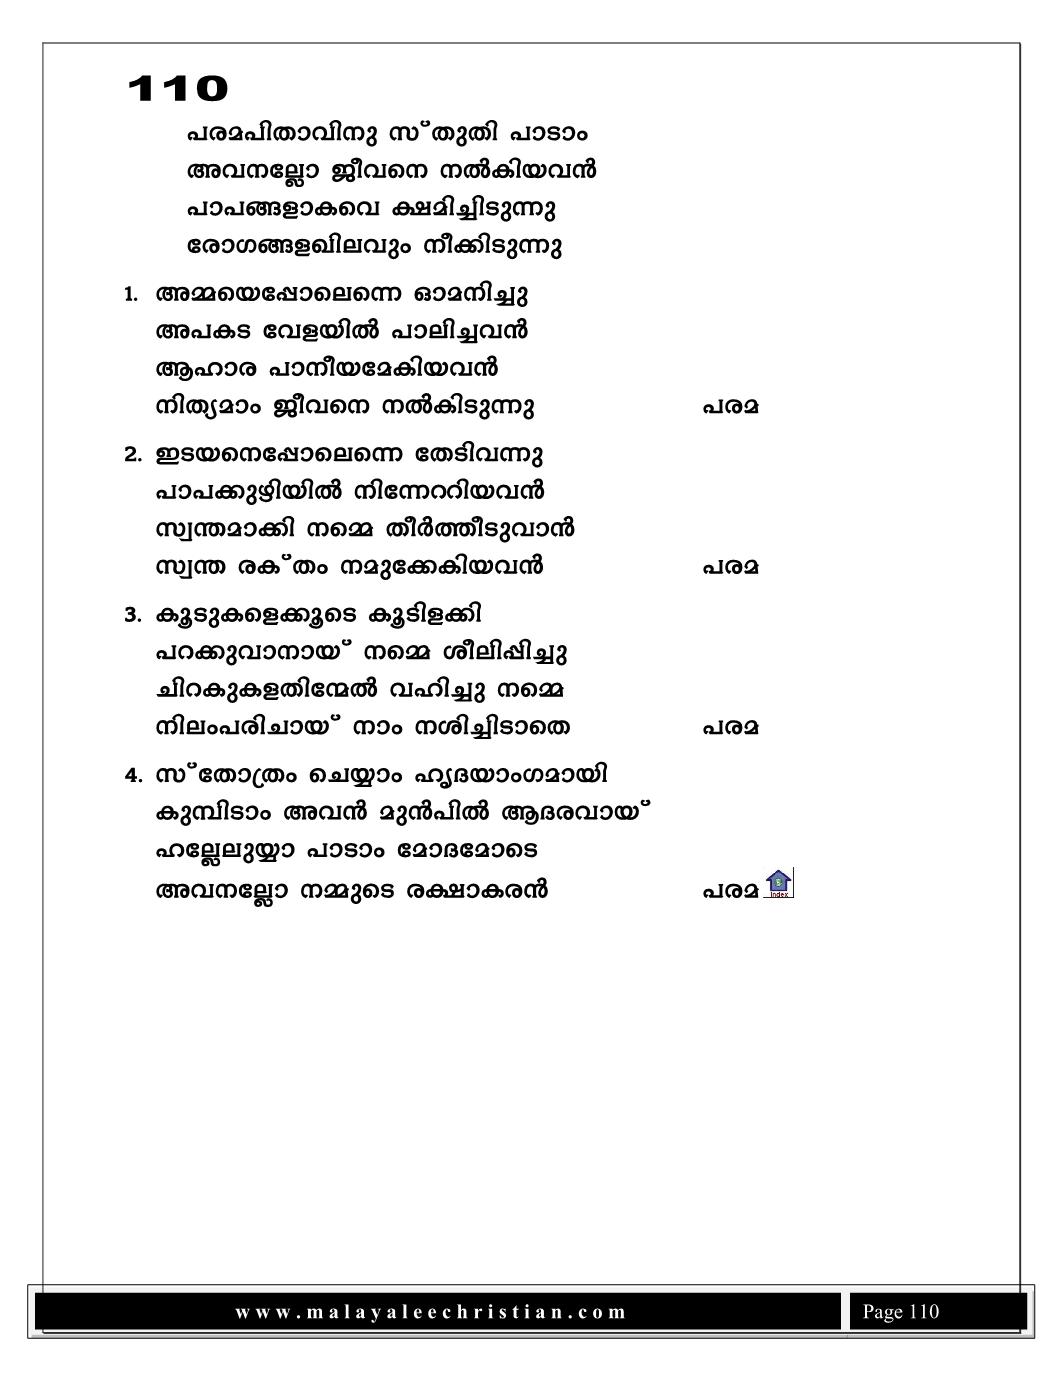 110
പരമപിതാവിനു സ്തുതി പാടാം
അവനല്ലോ ജീവനെ നൽകിയവൻ
പാപങ്ങളാകവെ ക്ഷമിച്ചിടുന്നു
രോഗങ്ങളഖിലവും നീക്കിടുന്നു
1. അമ്മയെപ്പോലെന്നെ ഓമനിച്ചു
അപകട വേളയിൽ പാലിച്ചവൻ
ആഹാര പാനീയമേകിയവൻ
നിത്യമാം ജീവനെ നൽകിടുന്നു പരമ
2. ഇടയനെപ്പോലെന്നെ തേടിവന്നു
പാപക്കുഴിയിൽ നിന്നേററിയവൻ
സ്വന്തമാക്കി നമ്മെ തീർത്തീടുവാൻ
സ്വന്ത രക്തം നമുക്കേകിയവൻ പരമ
3. കൂടുകളെക്കൂടെ കൂടിളക്കി
പറക്കുവാനായ് നമ്മെ ശീലിപ്പിച്ചു
ചിറകുകളതിന്മേൽ വഹിച്ചു നമ്മെ
നിലംപരിചായ് നാം നശിച്ചിടാതെ പരമ
4. സ്തോത്രം ചെയ്യാം ഹൃദയാംഗമായി
കുമ്പിടാം അവൻ മുൻപിൽ ആദരവായ്
ഹല്ലേലുയ്യാ പാടാം മോദമോടെ
അവനല്ലോ നമ്മുടെ രക്ഷാകരൻ പരമ Index
www.malayaleechristian.com Page 110